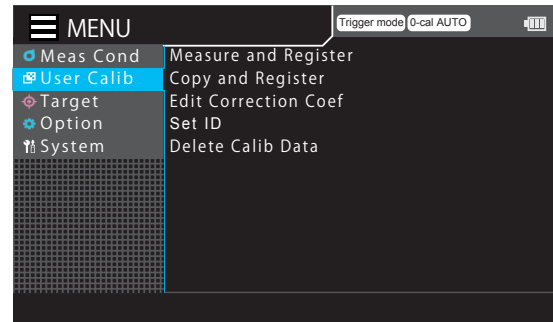 MENU
Trigger mode 0-cal AUTO
Meas Cond
User Calib
Target
Option
System
Measure and Register
Copy and Register
Edit Correction Coef
Set ID
Delete Calib Data